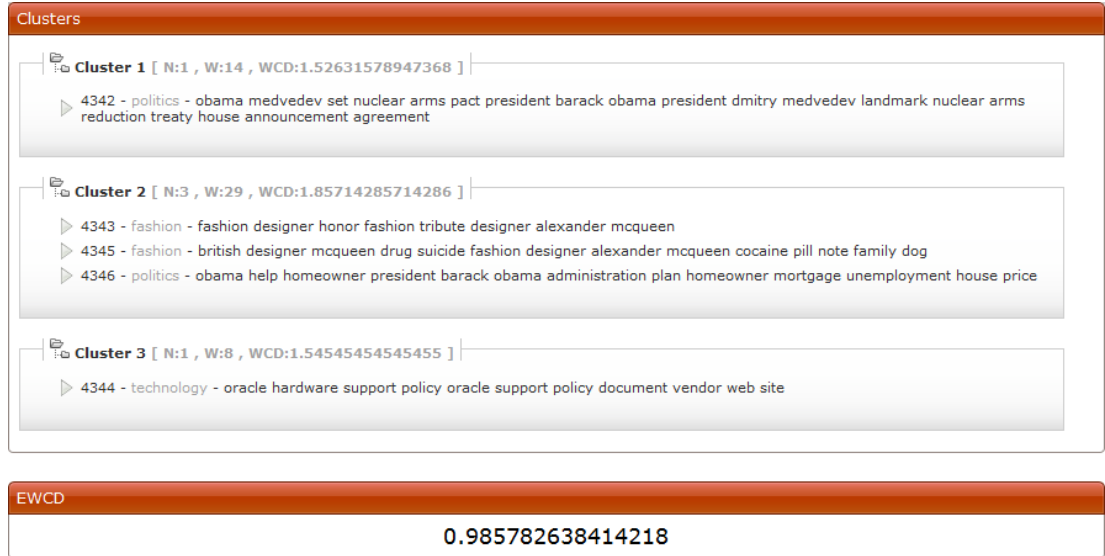 Clusters
Cluster 1 [ N:1 , W:14 , WCD:1.52631578947368 ]
4342 - politics - obama medvedev set nuclear arms pact president barack obama president dmitry medvedev landmark nuclear arms
reduction treaty house announcement agreement
Cluster 2 [ N:3 , W:29 , WCD:1.85714285714286 ]
4343 - fashion - fashion designer honor fashion tribute designer alexander mcqueen
4345 - fashion - british designer mcqueen drug suicide fashion designer alexander mcqueen cocaine pill note family dog
4346 - politics - obama help homeowner president barack obama administration plan homeowner mortgage unemployment house price
Cluster 3 [ N:1 , W:8 , WCD:1.54545454545455 ]
4344 - technology - oracle hardware support policy oracle support policy document vendor web site
EWCD
0.985782638414218